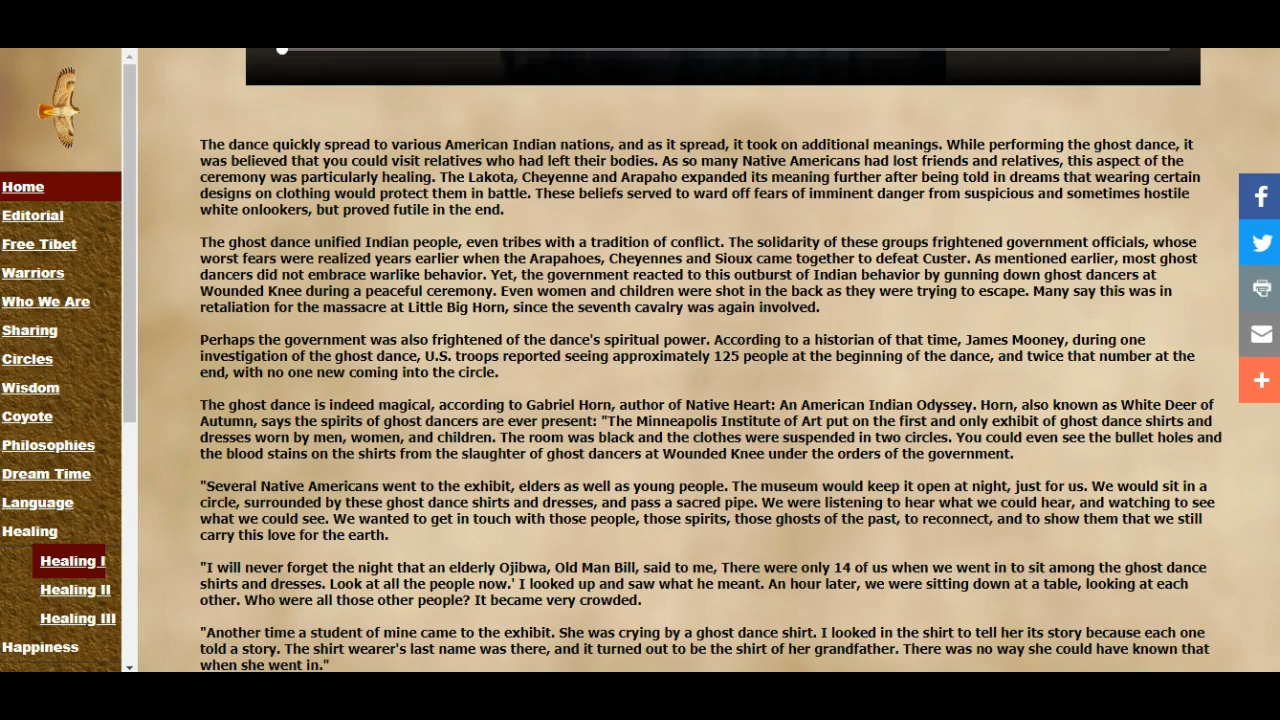 Home
Editorial
Free Tibet
Warriors
Who We Are
Sharing
Circles
Wisdom
Coyote
Philosophies
Dream Time
Language
Healing
Healing I
Healing II
Healing III
Happiness
The dance quickly spread to various American Indian nations, and as it spread, it took on additional meanings. While performing the ghost dance, it
was believed that you could visit relatives who had left their bodies. As so many Native Americans had lost friends and relatives, this aspect of the
ceremony was particularly healing. The Lakota, Cheyenne and Arapaho expanded its meaning further after being told in dreams that wearing certain
designs on clothing would protect them in battle. These beliefs served to ward off fears of imminent danger from suspicious and sometimes hostile
white onlookers, but proved futile in the end.
The ghost dance unified Indian people, even tribes with a tradition of conflict. The solidarity of these groups frightened government officials, whose
worst fears were realized years earlier when the Arapahoes, Cheyennes and Sioux came together to defeat Custer. As mentioned earlier, most ghost
dancers did not embrace warlike behavior. Yet, the government reacted to this outburst of Indian behavior by gunning down ghost dancers at
Wounded Knee during a peaceful ceremony. Even women and children were shot in the back as they were trying to escape. Many say this was in
retaliation for the massacre at Little Big Horn, since the seventh cavalry was again involved.
Perhaps the government was also frightened of the dance's spiritual power. According to a historian of that time, James Mooney, during one
investigation of the ghost dance, U.S. troops reported seeing approximately 125 people at the beginning of the dance, and twice that number at the
end, with no one new coming into the circle.
The ghost dance is indeed magical, according to Gabriel Horn, author of Native Heart: An American Indian Odyssey. Horn, also known as White Deer of
Autumn, says the spirits of ghost dancers are ever present: "The Minneapolis Institute of Art put on the first and only exhibit of ghost dance shirts and
dresses worn by men, women, and children. The room was black and the clothes were suspended in two circles. You could even see the bullet holes and
the blood stains on the shirts from the slaughter of ghost dancers at Wounded Knee under the orders of the government.
"Several Native Americans went to the exhibit, elders as well as young people. The museum would keep it open at night, just for us. We would sit in a
circle, surrounded by these ghost dance shirts and dresses, and pass a sacred pipe. We were listening to hear what we could hear, and watching to see
what we could see. We wanted to get in touch with those people, those spirits, those ghosts of the past, to reconnect, and to show them that we still
carry this love for the earth.
"I will never forget the night that an elderly Ojibwa, Old Man Bill, said to me, There were only 14 of us when we went in to sit among the ghost dance
shirts and dresses. Look at all the people now.' I looked up and saw what he meant. An hour later, we were sitting down at a table, looking at each
other. Who were all those other people? It became very crowded.
"Another time a student of mine came to the exhibit. She was crying by a ghost dance shirt. I looked in the shirt to tell her its story because each one
told a story. The shirt wearer's last name was there, and it turned out to be the shirt of her grandfather. There was no way she could have known that
when she went in."